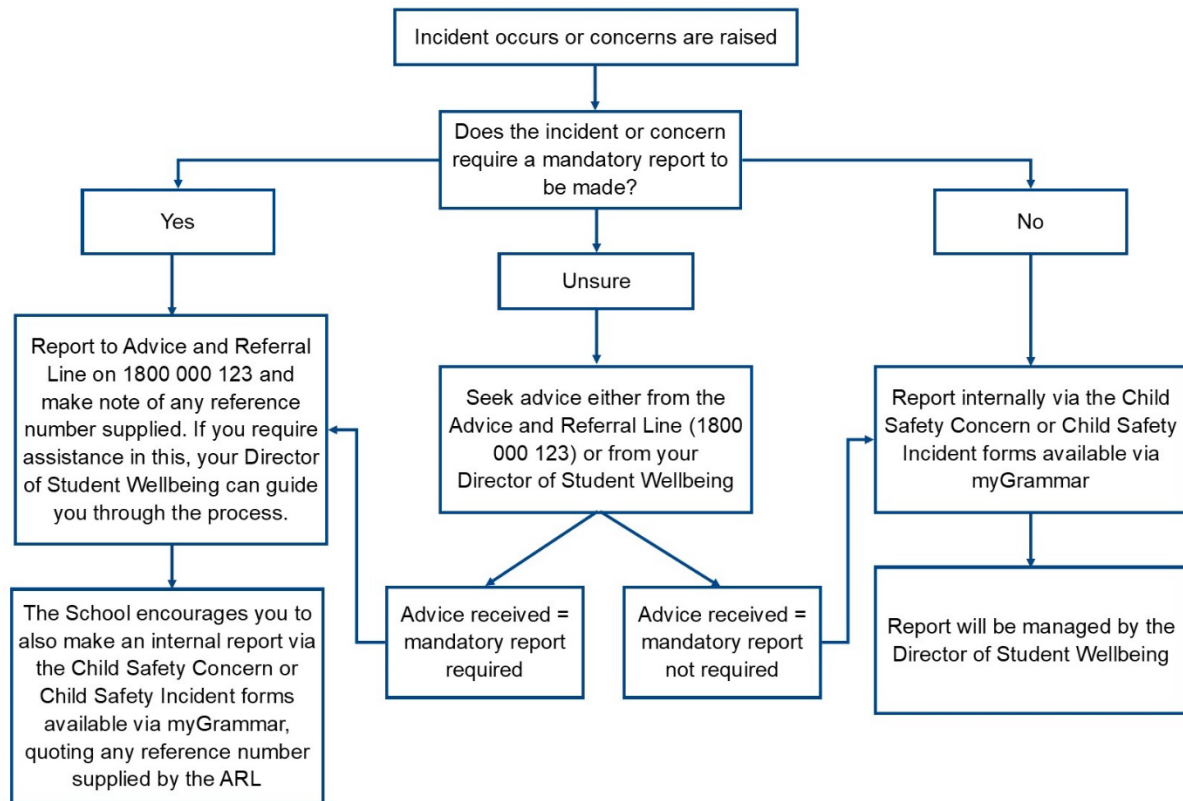 Incident occurs or concerns are raised
Does the incident or concern
require a mandatory report to
be made?
Yes
Unsure
No
Report to Advice and Referral
Line on 1800 000 123 and
make note of any reference
number supplied. If you require
assistance in this, your Director
of Student Wellbeing can guide
you through the process.
Seek advice either from the
Advice and Referral Line (1800
000 123) or from your
Director of Student Wellbeing
Report internally via the Child
Safety Concern or Child Safety
Incident forms available via
myGrammar
The School encourages you to
also make an internal report via
the Child Safety Concern or
Child Safety Incident forms
available via myGrammar,
quoting any reference number
supplied by the ARL
Advice received =
mandatory report
required
Advice received =
mandatory report
not required
Report will be managed by the
Director of Student Wellbeing